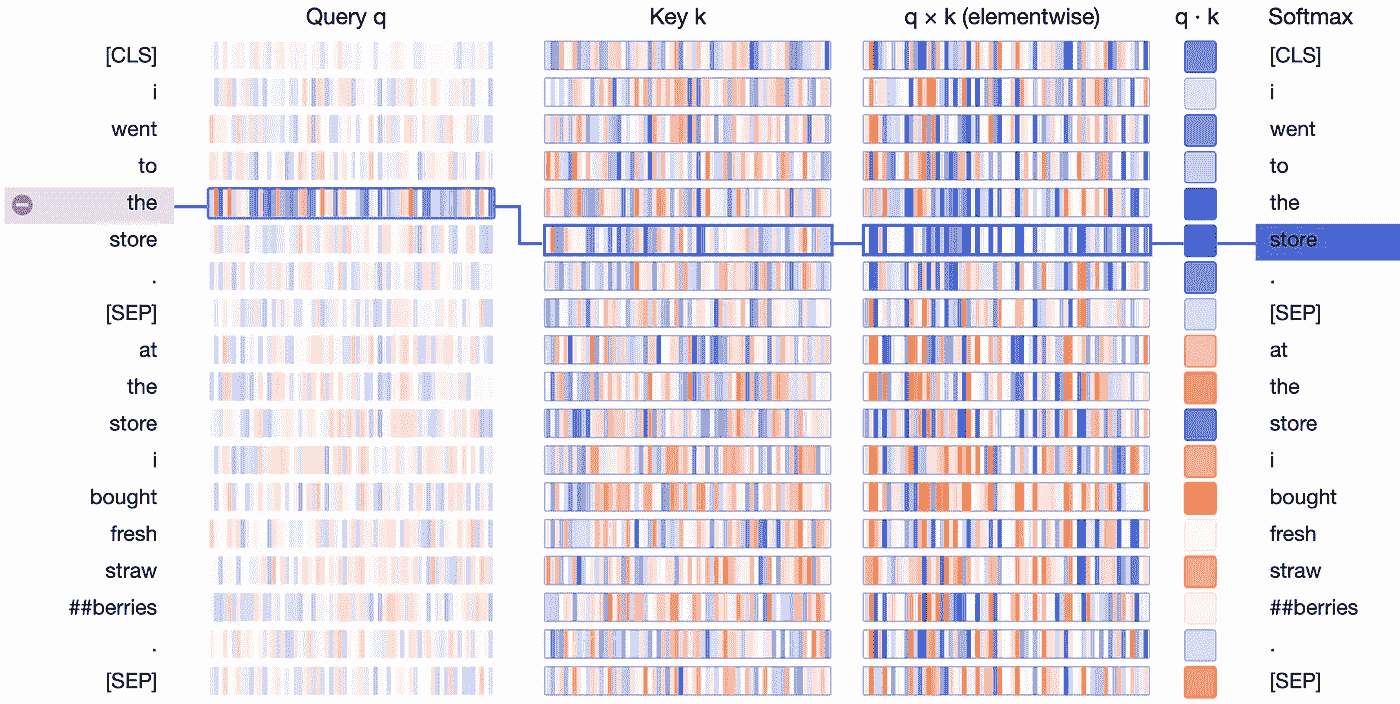 Query q Key k q × k (elementwise) q · k Softmax
[CLS] [CLS]
i i
went went
to to
the the
store store
. .
[SEP] [SEP]
at at
the the
store store
i i
bought bought
fresh fresh
straw straw
##berries ##berries
. .
[SEP] [SEP]